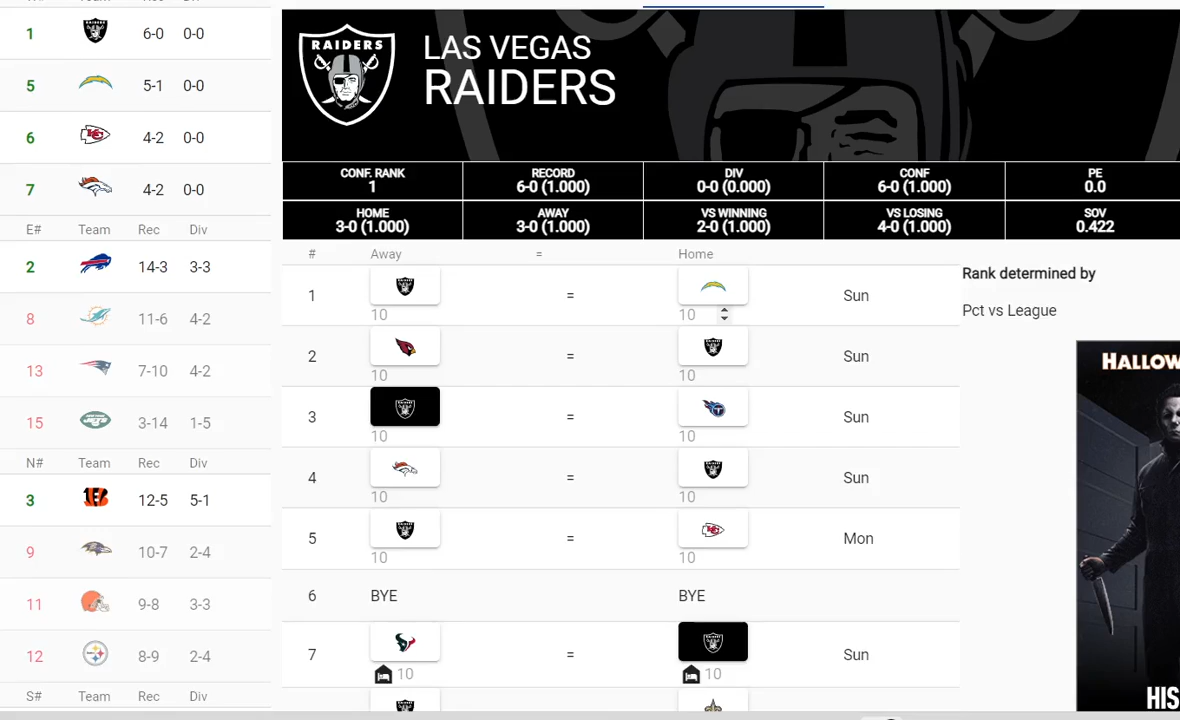 1 6-0 0-0
5 5-1 0-0
6 4-2 0-0
7 4-2 0-0
E# Team Rec Div
2 14-3 3-3
8 11-6 4-2
13 7-10 4-2
15 3-14 1-5
N# Team Rec Div
3 12-5 5-1
9 10-7 2-4
11 9-8 3-3
12 8-9 2-4
S# Team Rec Div
RAIDERS
LAS VEGAS
RAIDERS
CONF. RANK RECORD DIV CONF PE
1 6-0 (1.000) 0-0 (0.000) 6-0 (1.000) 0.0
HOME AWAY VS WINNING VS LOSING SOV
3-0 (1.000) 3-0 (1.000) 2-0 (1.000) 4-0 (1.000) 0.422
# Away = Home
1 = Sun
10 10
2 = Sun
10 10
3 = Sun
10 10
4 = Sun
10 10
5 = Mon
10 10
6 BYE BYE
7 = Sun
10 10
Rank determined by
Pct vs League
HALLOW
HIS